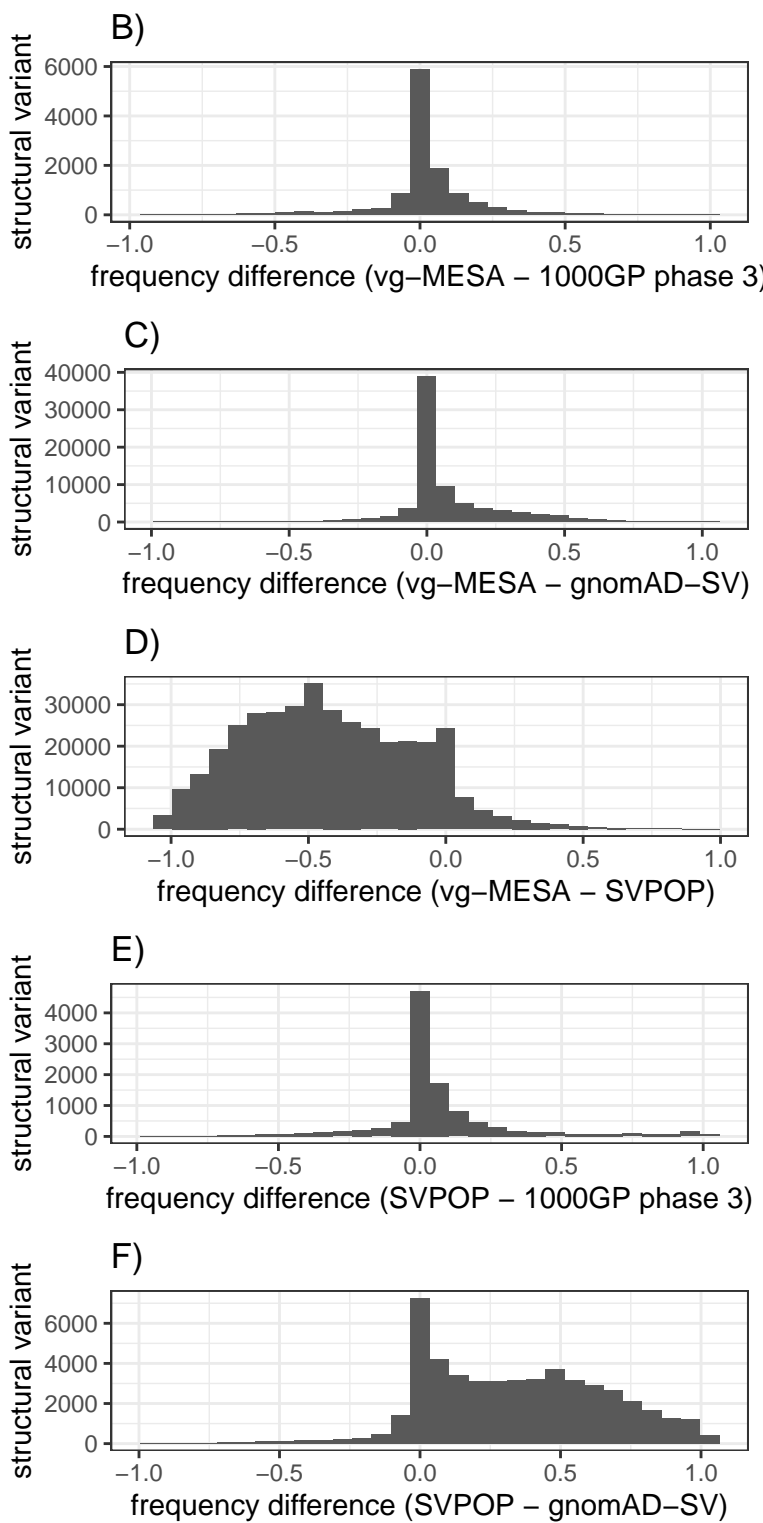 B)
structural variant
6000
4000
2000
0
−1.0 −0.5 0.0 0.5 1.0
frequency difference (vg−MESA − 1000GP phase 3)
C)
structural variant
40000
30000
20000
10000
0
−1.0 −0.5 0.0 0.5 1.0
frequency difference (vg−MESA − gnomAD−SV)
D)
structural variant
30000
20000
10000
0
−1.0 −0.5 0.0 0.5 1.0
frequency difference (vg−MESA − SVPOP)
E)
structural variant
4000
3000
2000
1000
0
−1.0 −0.5 0.0 0.5 1.0
frequency difference (SVPOP − 1000GP phase 3)
F)
structural variant
6000
4000
2000
0
−1.0 −0.5 0.0 0.5 1.0
frequency difference (SVPOP − gnomAD−SV)